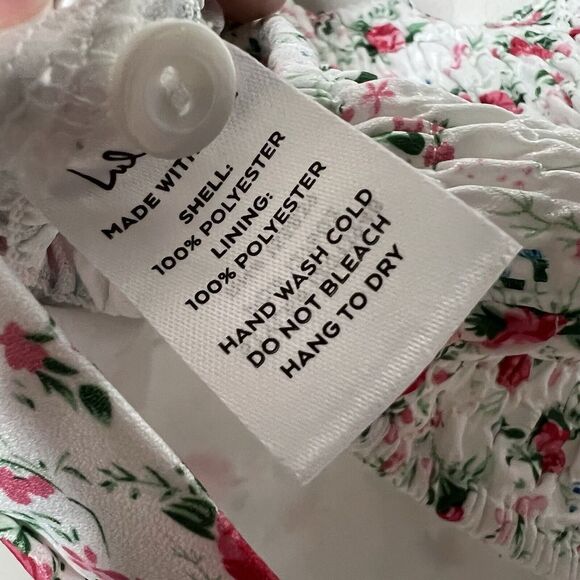 MADE WITH
SHELL:
100% POLYESTER
LINING:
100% POLYESTER
HAND WASH COLD
DO NOT BLEACH
HANG TO DRY